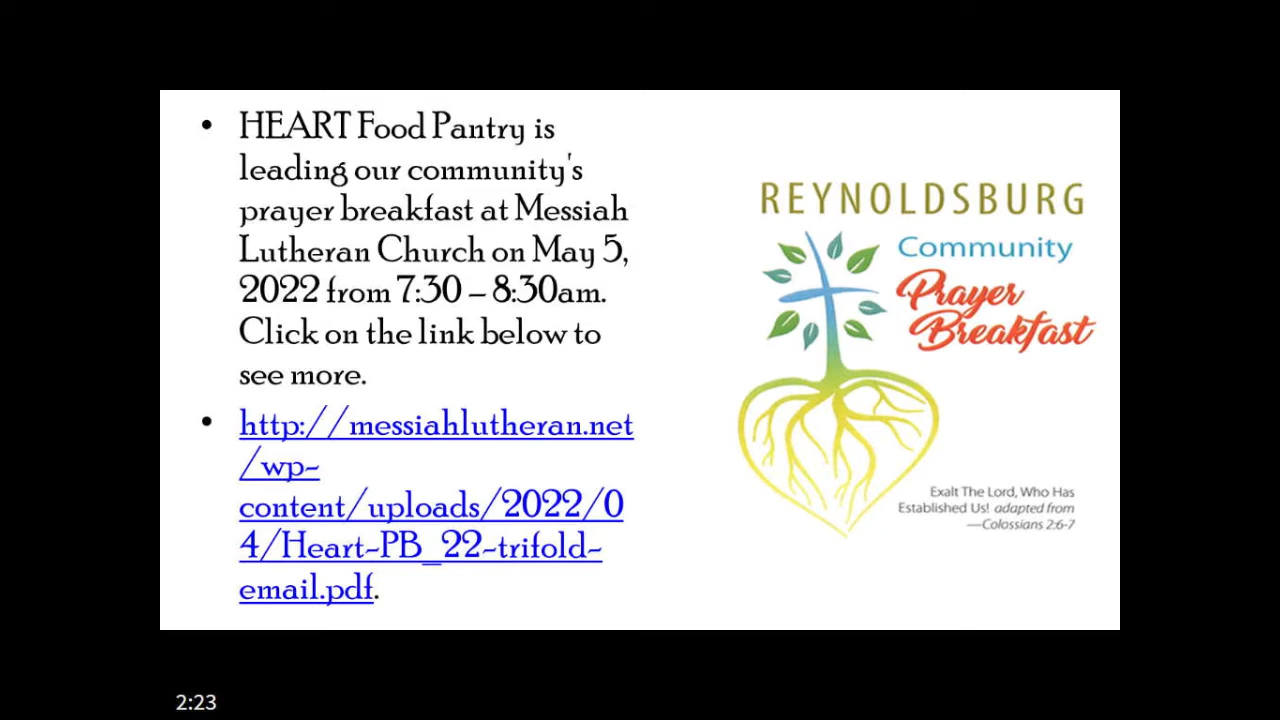 • HEART Food Pantry is
leading our community's
prayer breakfast at Messiah
Lutheran Church on May 5,
2022 from 7:30 – 8:30am.
Click on the link below to
see more.
• http://messiahlutheran.net
/wp-
content/uploads/2022/0
4/Heart-PB_22-trifold-
email.pdf.
REYNOLDSBURG
Community
Prayer
Breakfast
Exalt The Lord, Who Has
Established Us! adapted from
—Colossians 2:6-7
2:23